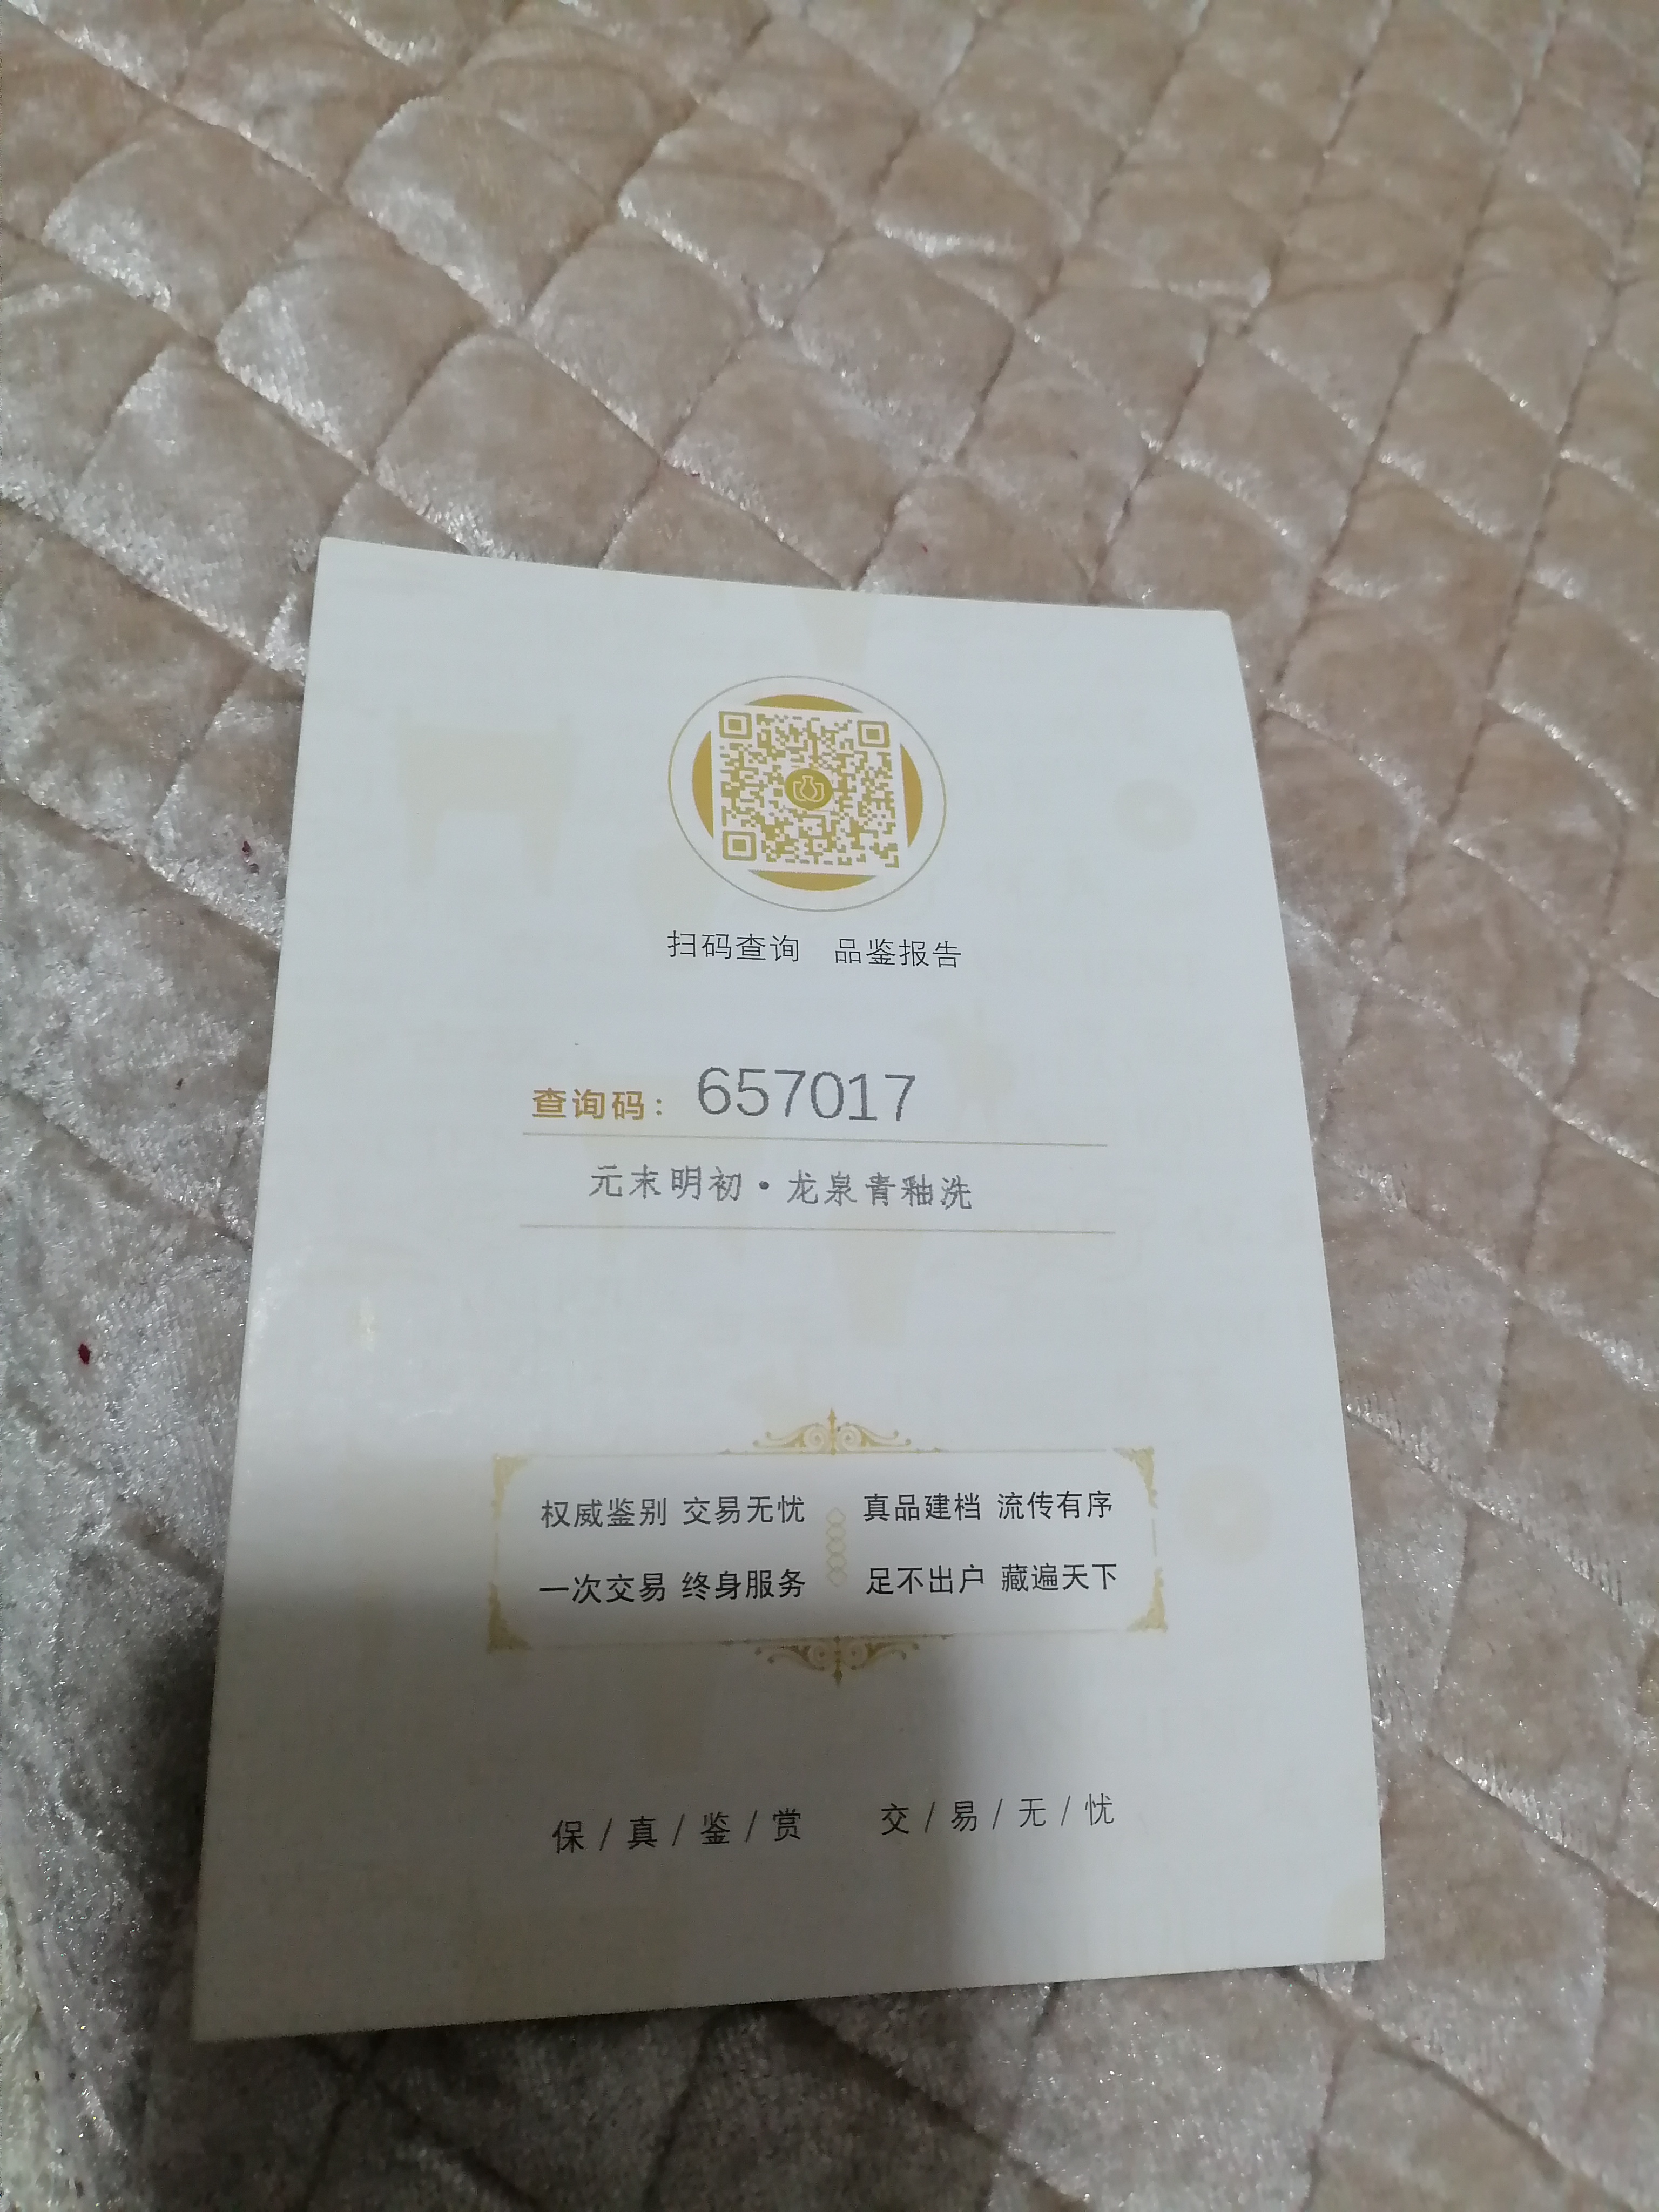 扫码查询 品鉴报告
查询码: 657017
元末明初·龙泉青釉洗
权威鉴别 交易无忧 真品建档 流传有序
一次交易 终身服务 足不出户 藏遍天下
保/真/鉴/赏 交/易/无/忧